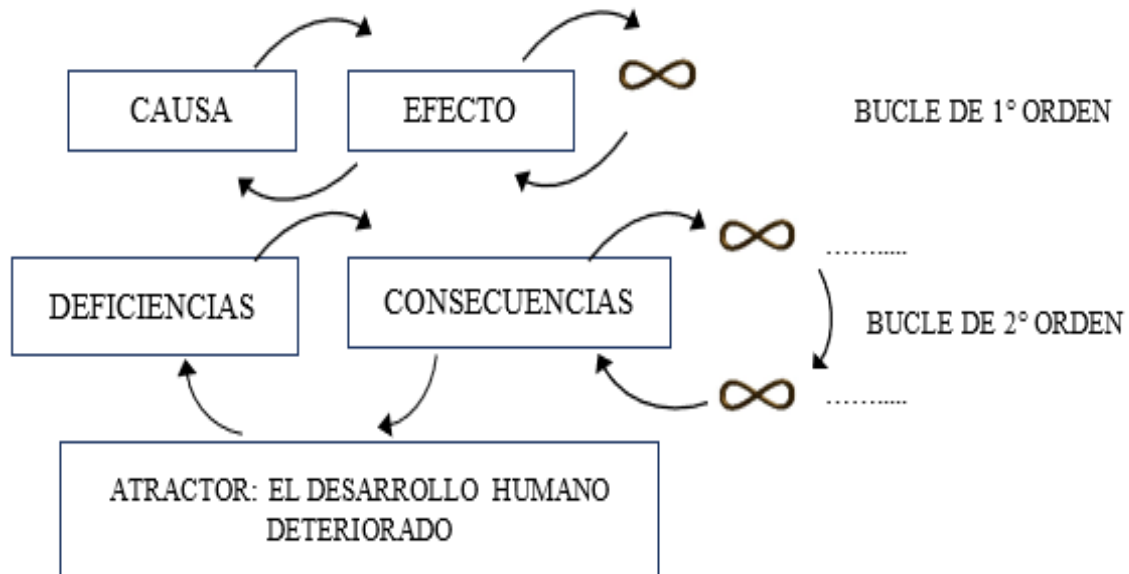 CAUSA
EFECTO
BUCLE DE 1° ORDEN
DEFICIENCIAS
CONSECUENCIAS
……....
BUCLE DE 2° ORDEN
……....
ATRACTOR: EL DESARROLLO HUMANO
DETERIORADO